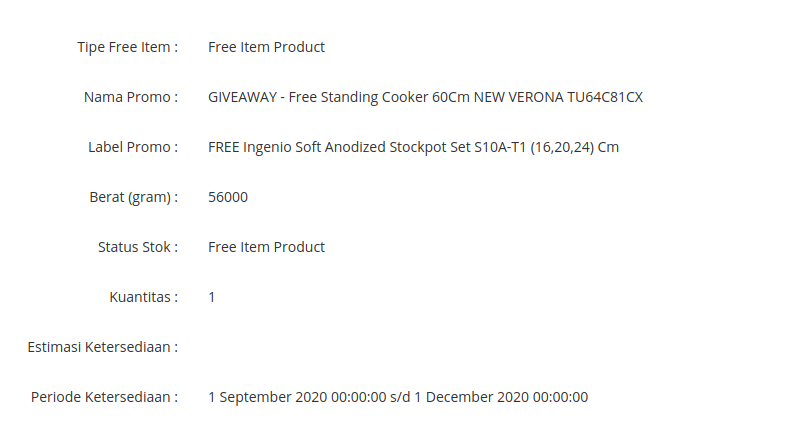 Tipe Free Item : Free Item Product
Nama Promo : GIVEAWAY - Free Standing Cooker 60Cm NEW VERONA TU64C81CX
Label Promo : FREE Ingenio Soft Anodized Stockpot Set S10A-T1 (16,20,24) Cm
Berat (gram) : 56000
Status Stok : Free Item Product
Kuantitas : 1
Estimasi Ketersediaan :
Periode Ketersediaan : 1 September 2020 00:00:00 s/d 1 December 2020 00:00:00